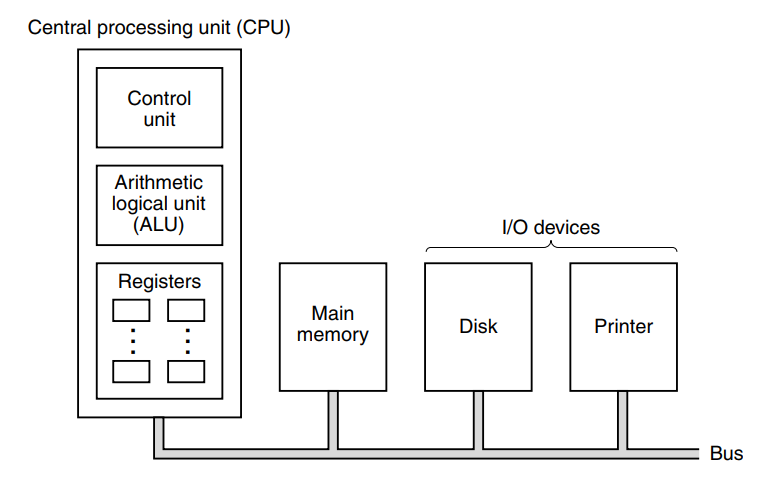 Central processing unit (CPU)
Control
unit
Arithmetic
logical unit
(ALU)
Registers
I/O devices
Main
memory
Disk
Printer
Bus